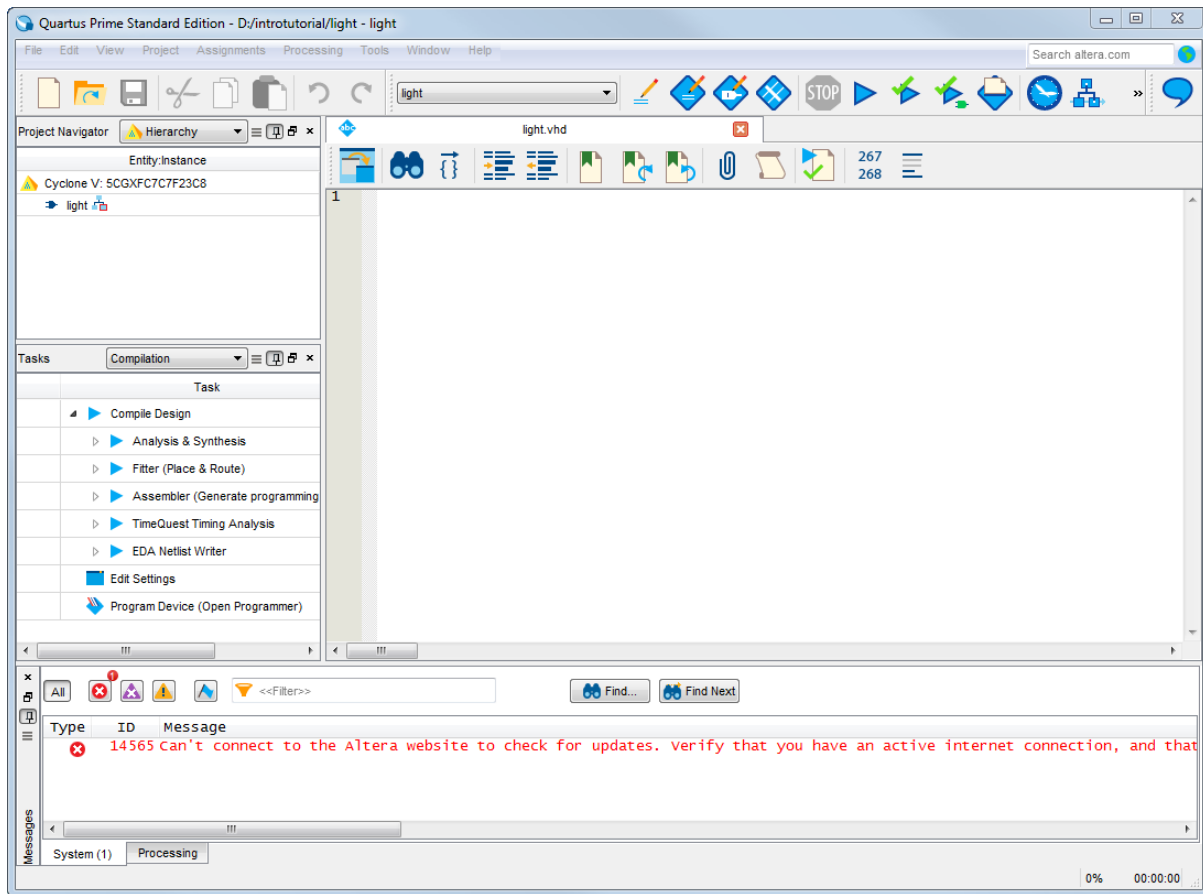 Quartus Prime Standard Edition - D:/introtutorial/light - light
File Edit View Project Assignments Processing Tools Window Help
Search altera.com
light
STOP
»
Project Navigator Hierarchy
abc light.vhd
Entity:Instance
267
268
Cyclone V: 5CGXFC7C7F23C8
light
1
Tasks Compilation
Task
Compile Design
Analysis & Synthesis
Fitter (Place & Route)
Assembler (Generate programming
TimeQuest Timing Analysis
EDA Netlist Writer
Edit Settings
Program Device (Open Programmer)
All 1 <<Filter>> Find... Find Next
Type ID Message
14565 Can't connect to the Altera website to check for updates. Verify that you have an active internet connection, and that
Messages
System (1) Processing
0% 00:00:00